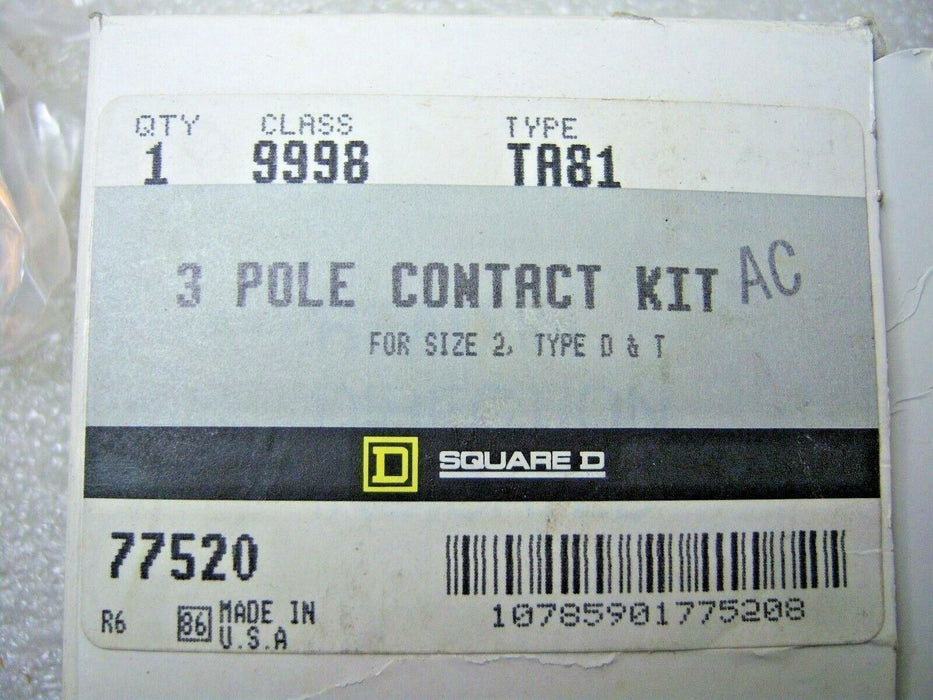 QTY CLASS TYPE
1 9998 TA81
3 POLE CONTACT KIT AC
FOR SIZE 2, TYPE D & T
D SQUARE D
77520
R6 86 MADE IN
U.S.A
10785901775208